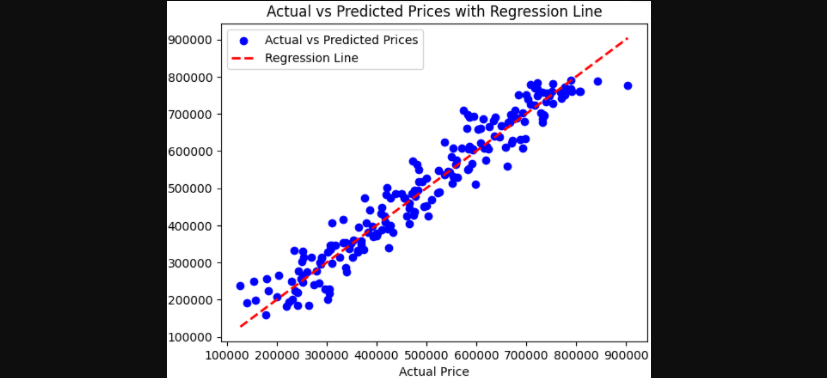 Actual vs Predicted Prices with Regression Line
900000
Actual vs Predicted Prices
Regression Line
800000
700000
600000
500000
400000
300000
200000
100000
100000 200000 300000 400000 500000 600000 700000 800000 900000
Actual Price